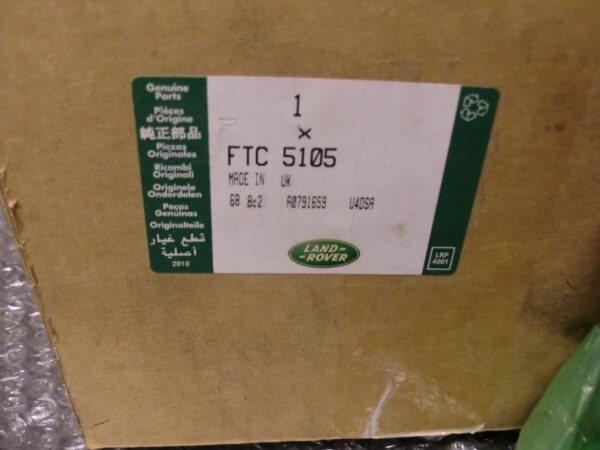 Genuine
Parts
Pièces
d'Origine
純正部品
Piezas
Originales
Ricambi
Originali
Originele
Onderdelen
Peças
Genuínas
Originalteile
قطع غيار
أصلية
2010
1
x
FTC 5105
MADE IN UK
68 8c2 A0791659 U4DSA
LAND-
-ROVER
LRP
4001